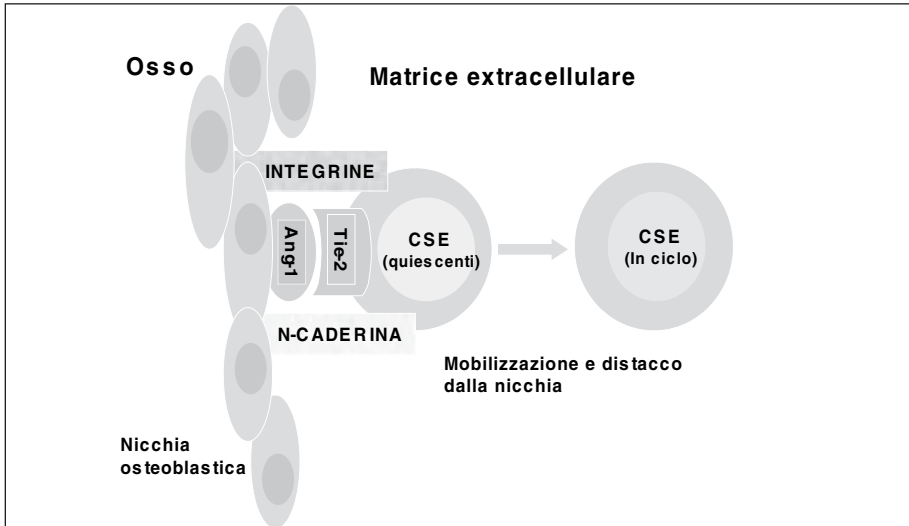 Osso
Matrice extracellulare
INTEGRINE
Ang-1
Tie-2
CSE
(quiescenti)
CSE
(In ciclo)
N-CADERINA
Mobilizzazione e distacco
dalla nicchia
Nicchia
osteoblastica